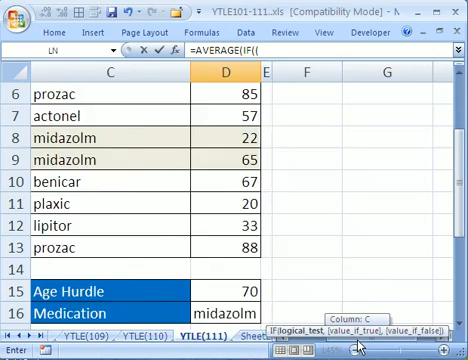 YTLE101-111..xls [Compatibility Mode] - M
Home Insert Page Layout Formulas Data Review View Developer
LN =AVERAGE(IF((
C D E F G
6 prozac 85
7 actonel 57
8 midazolm 22
9 midazolm 65
10 benicar 67
11 plaxic 20
12 lipitor 33
13 prozac 88
14
15 Age Hurdle 70
16 Medication midazolm
Column: C
IF(logical_test, [value_if_true], [value_if_false])
YTLE(109) YTLE(110) YTLE(111) Sheet
Enter 145%